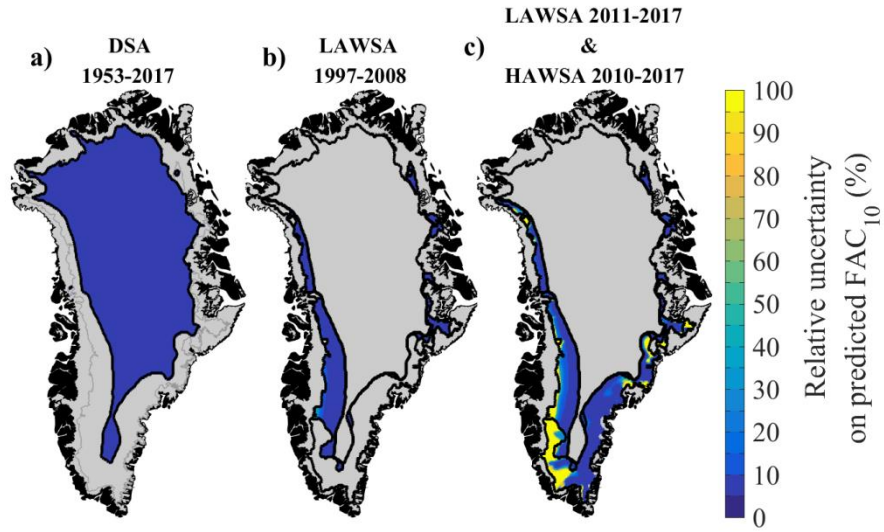 a)
DSA
1953-2017
b)
LAWSA
1997-2008
c)
LAWSA 2011-2017
&
HAWSA 2010-2017
100
90
80
70
60
50
40
30
20
10
0
Relative uncertainty
on predicted FAC₁₀ (%)